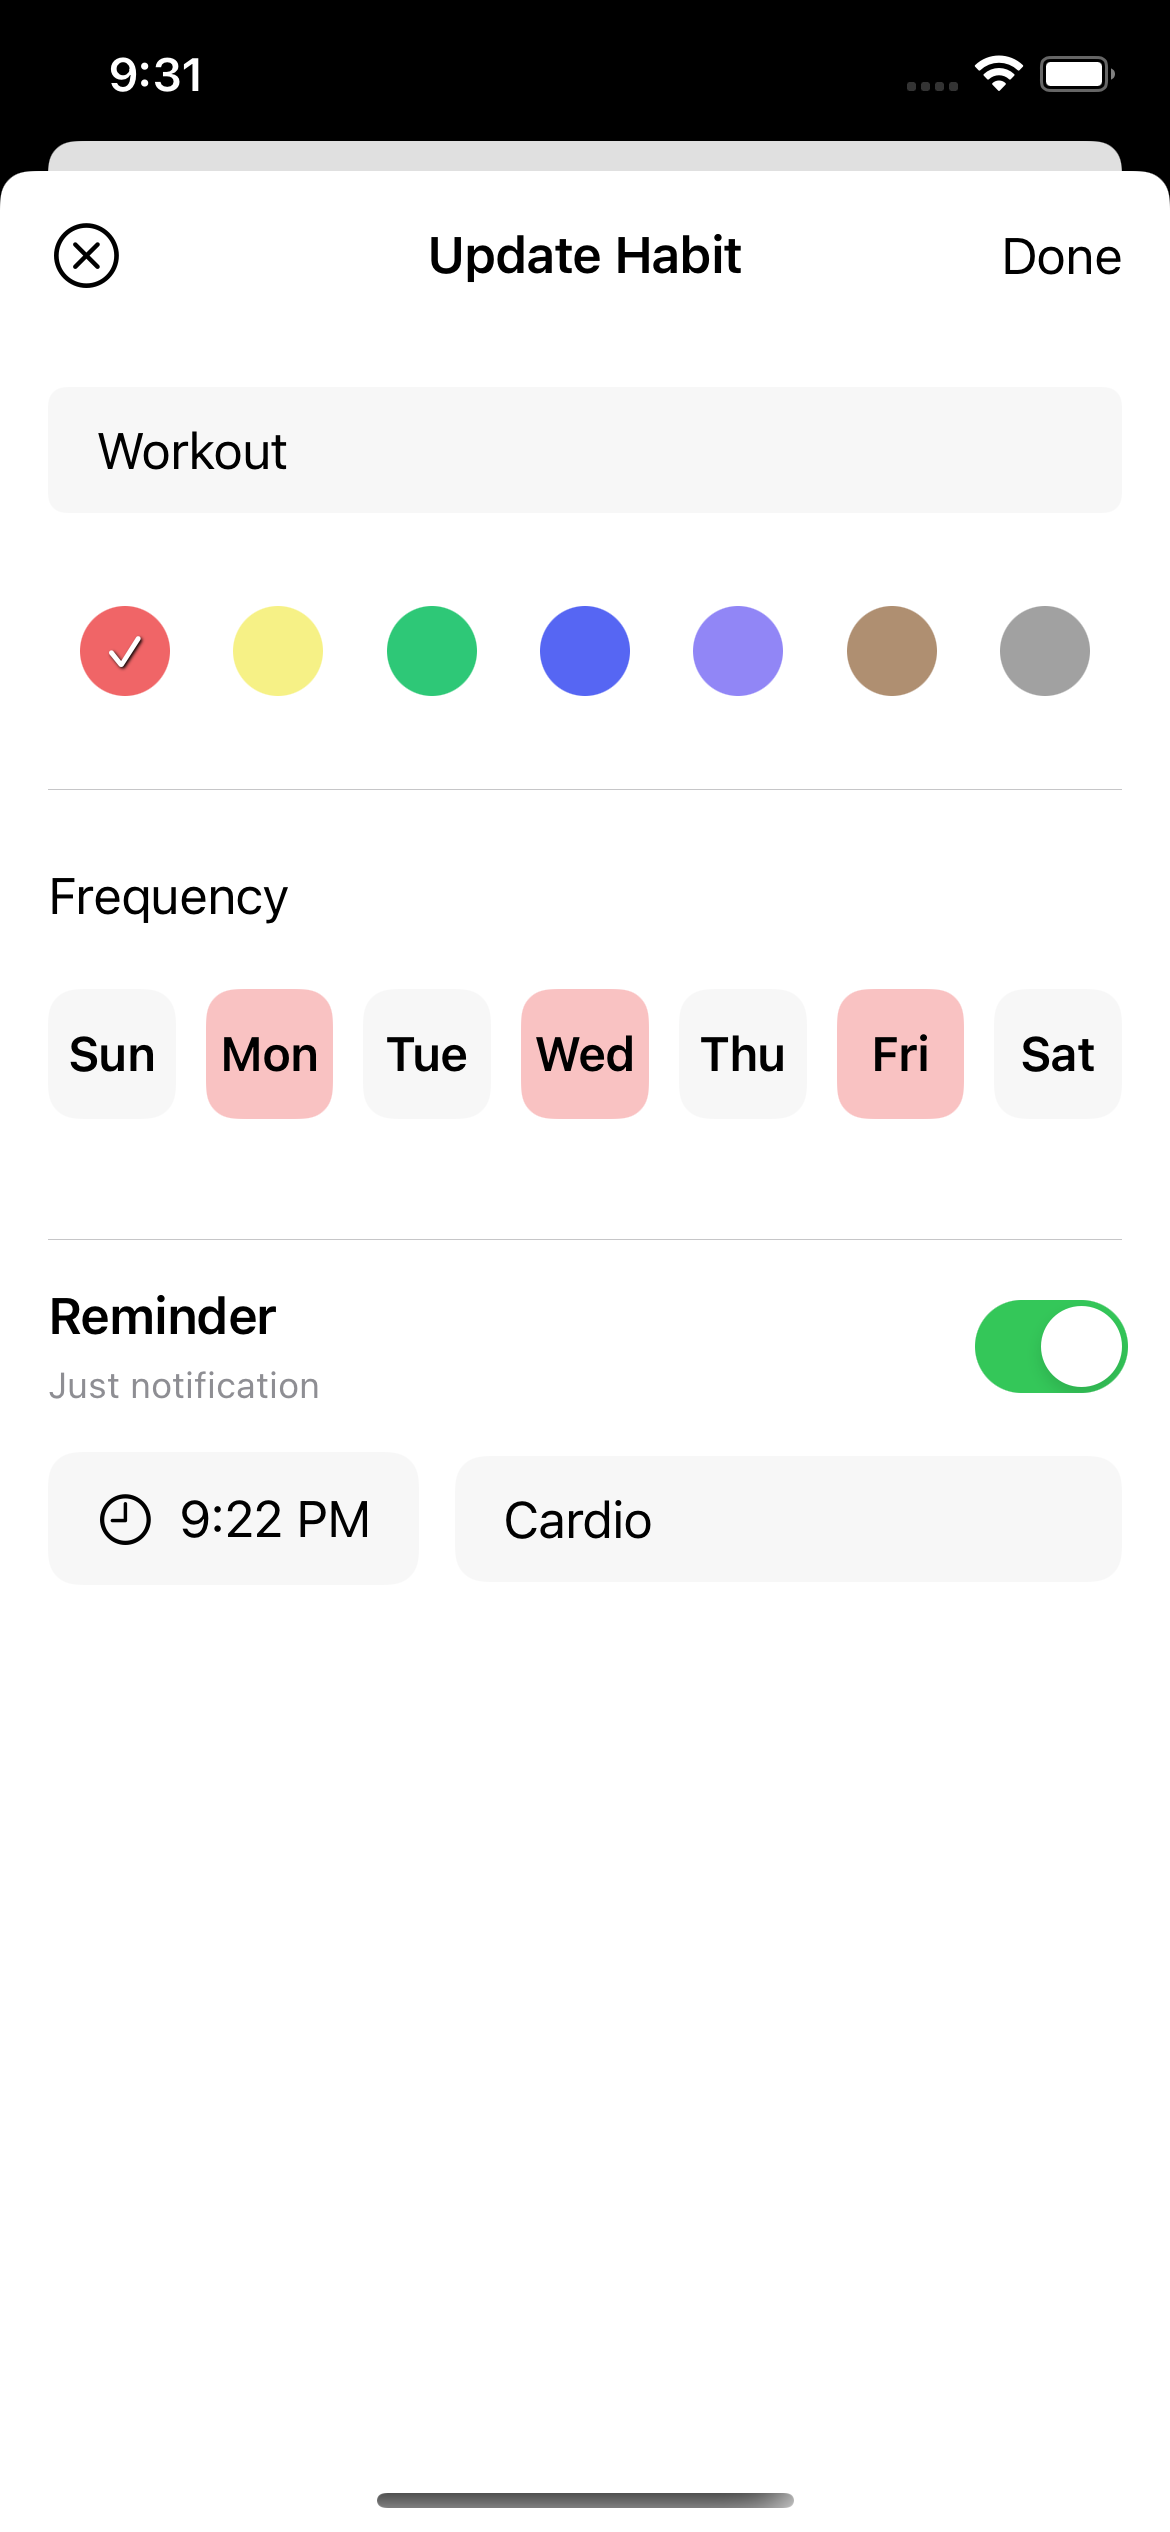 9:31
Update Habit
Done
Workout
Frequency
Sun Mon Tue Wed Thu Fri Sat
Reminder
Just notification
9:22 PM
Cardio